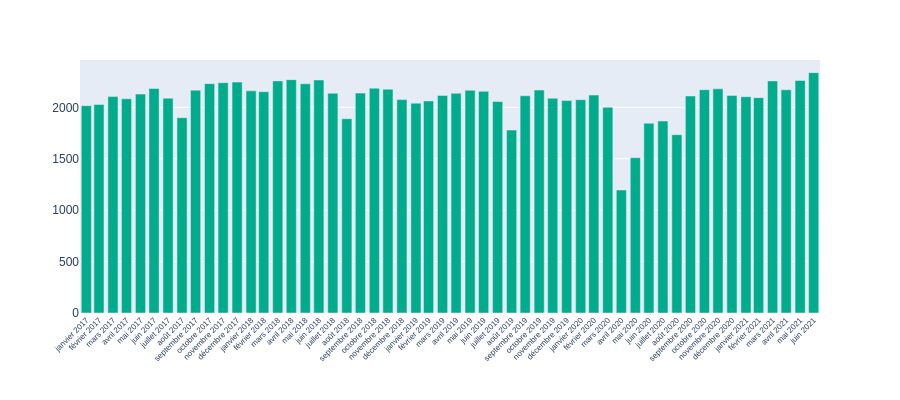 2000
1500
1000
500
0
janvier 2017
février 2017
mars 2017
avril 2017
mai 2017
juin 2017
juillet 2017
août 2017
septembre 2017
octobre 2017
novembre 2017
décembre 2017
janvier 2018
février 2018
mars 2018
avril 2018
mai 2018
juin 2018
juillet 2018
août 2018
septembre 2018
octobre 2018
novembre 2018
décembre 2018
janvier 2019
février 2019
mars 2019
avril 2019
mai 2019
juin 2019
juillet 2019
août 2019
septembre 2019
octobre 2019
novembre 2019
décembre 2019
janvier 2020
février 2020
mars 2020
avril 2020
mai 2020
juin 2020
juillet 2020
août 2020
septembre 2020
octobre 2020
novembre 2020
décembre 2020
janvier 2021
février 2021
mars 2021
avril 2021
mai 2021
juin 2021